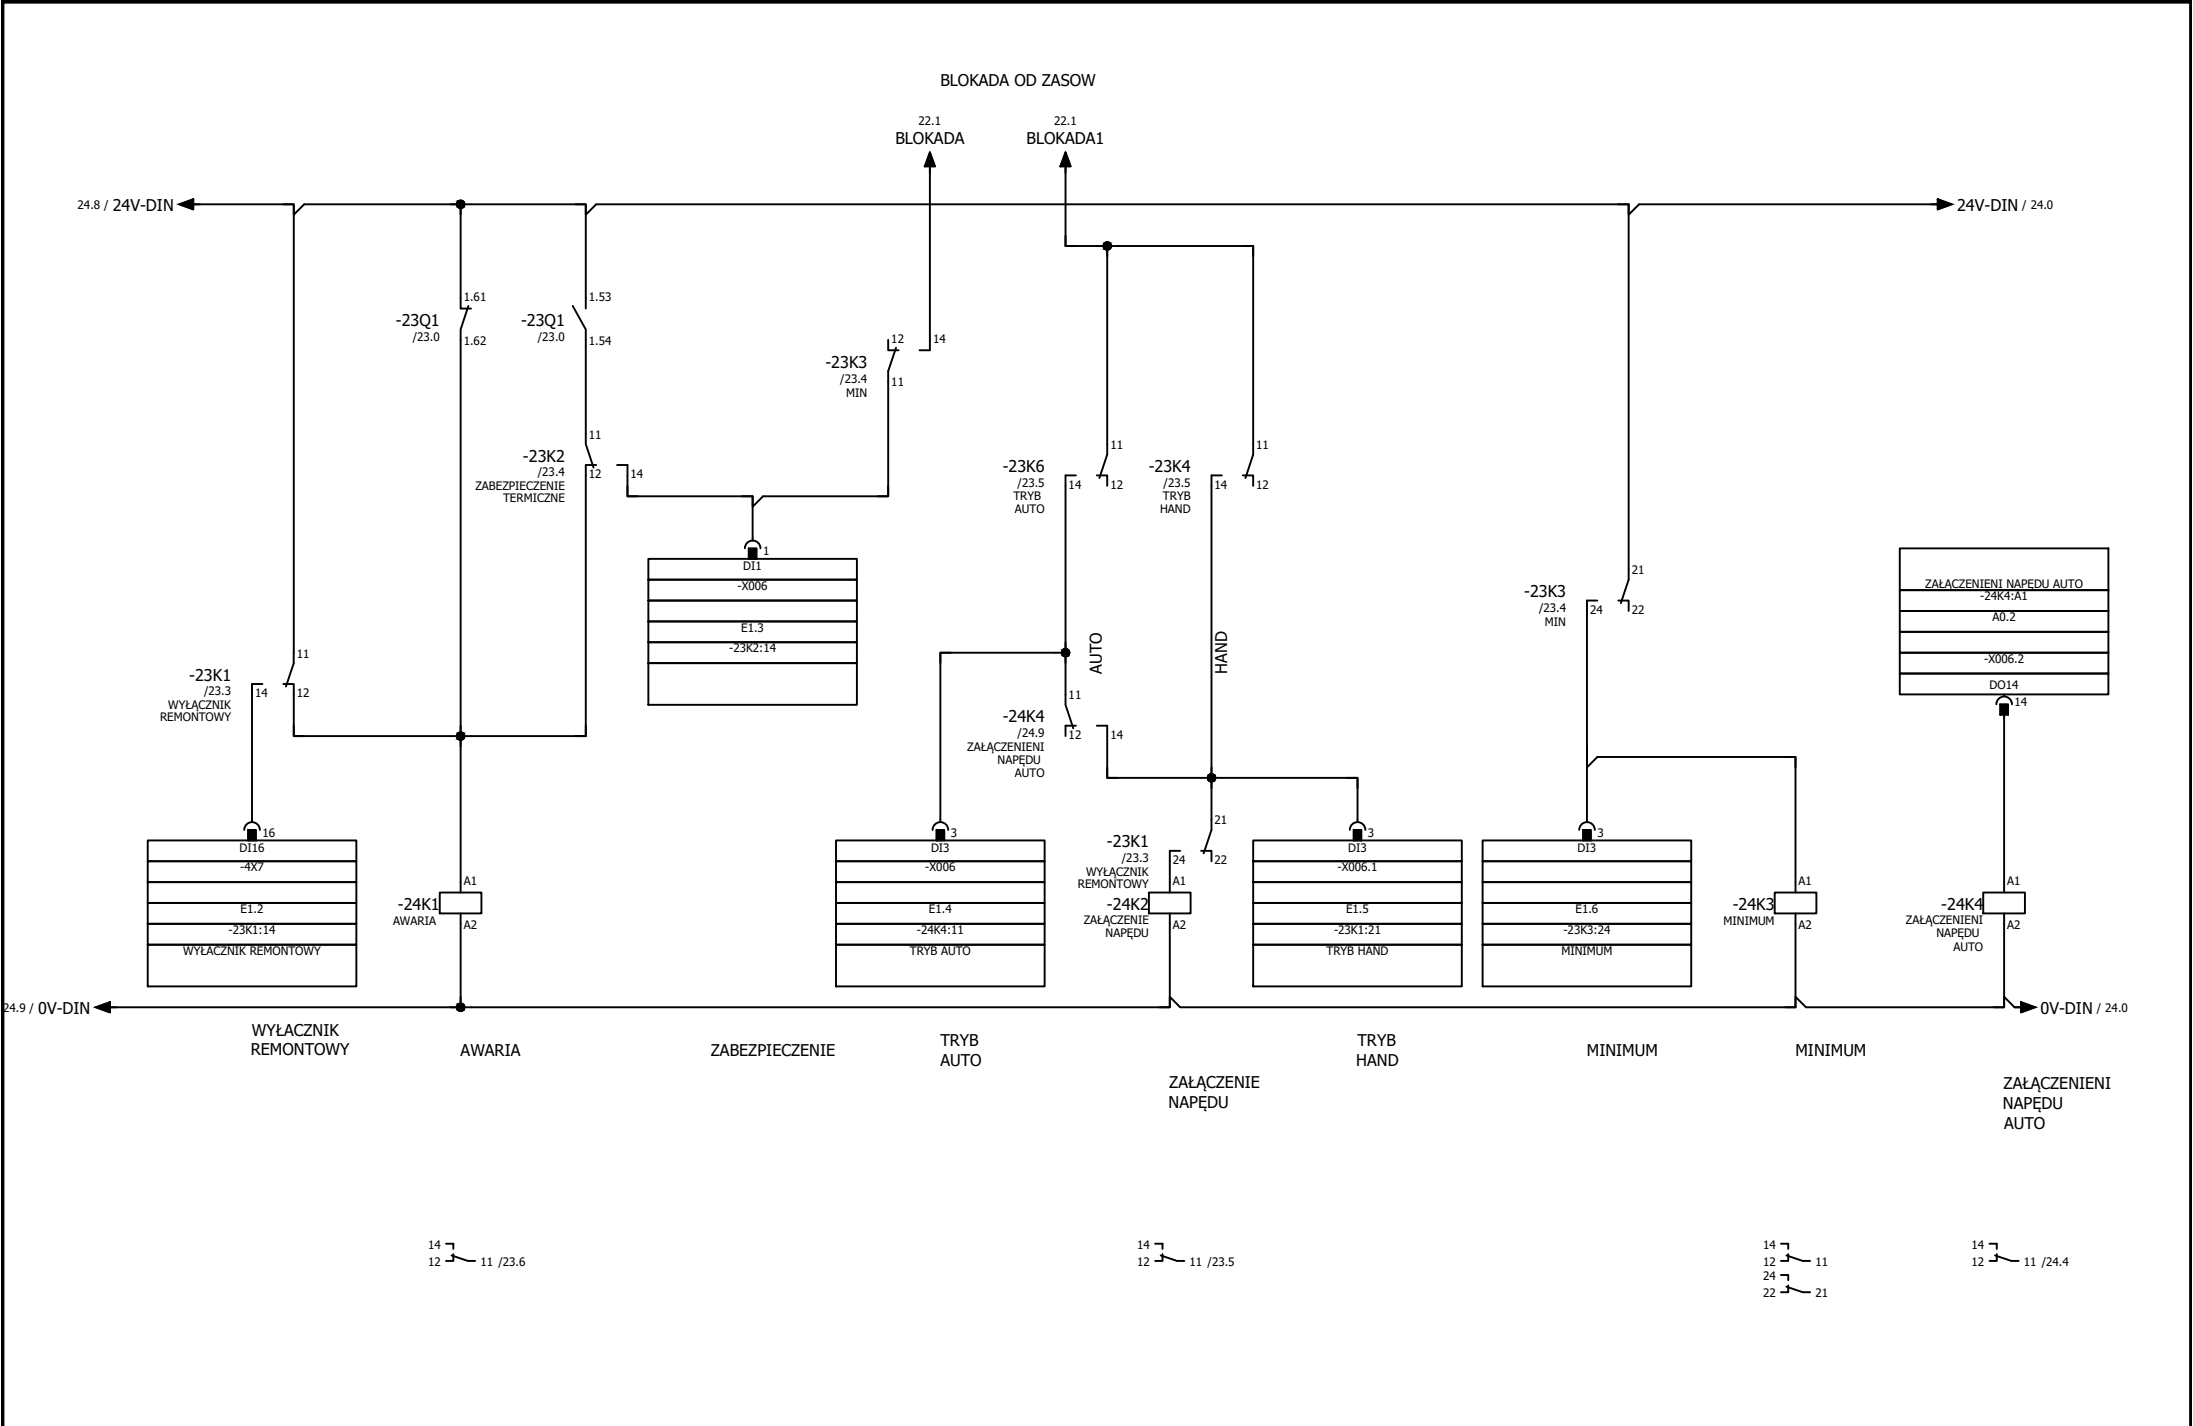 BLOKADA OD ZASOW
22.1
BLOKADA
22.1
BLOKADA1
24.8 / 24V-DIN
24V-DIN / 24.0
1.61
-23Q1
/23.0
1.62
1.53
-23Q1
/23.0
1.54
12
14
-23K3
/23.4
MIN
11
11
-23K2
/23.4
12
14
ZABEZPIECZENIE
TERMICZNE
11
-23K6
/23.5
14
12
TRYB
AUTO
11
-23K4
/23.5
14
12
TRYB
HAND
1
DI1
-X006
E1.3
-23K2:14
21
-23K3
/23.4
24
22
MIN
ZAŁĄCZENIENI NAPĘDU AUTO
-24K4:A1
A0.2
-X006.2
DO14
14
11
-23K1
/23.3
14
12
WYŁĄCZNIK
REMONTOWY
AUTO
HAND
11
-24K4
/24.9
12
14
ZAŁĄCZENIENI
NAPĘDU
AUTO
16
DI16
-4X7
E1.2
-23K1:14
WYŁĄCZNIK REMONTOWY
A1
-24K1
AWARIA
A2
3
DI3
-X006
E1.4
-24K4:11
TRYB AUTO
21
-23K1
/23.3
24
22
WYŁĄCZNIK
REMONTOWY
A1
-24K2
ZAŁĄCZENIE
NAPĘDU
A2
3
DI3
-X006.1
E1.5
-23K1:21
TRYB HAND
3
DI3
E1.6
-23K3:24
MINIMUM
A1
-24K3
MINIMUM
A2
A1
-24K4
ZAŁĄCZENIENI
NAPĘDU
AUTO
A2
24.9 / 0V-DIN
0V-DIN / 24.0
WYŁACZNIK
REMONTOWY
AWARIA
ZABEZPIECZENIE
TRYB
AUTO
ZAŁĄCZENIE
NAPĘDU
TRYB
HAND
MINIMUM
MINIMUM
ZAŁĄCZENIENI
NAPĘDU
AUTO
14
12
11 /23.6
14
12
11 /23.5
14
12
11
24
22
21
14
12
11 /24.4